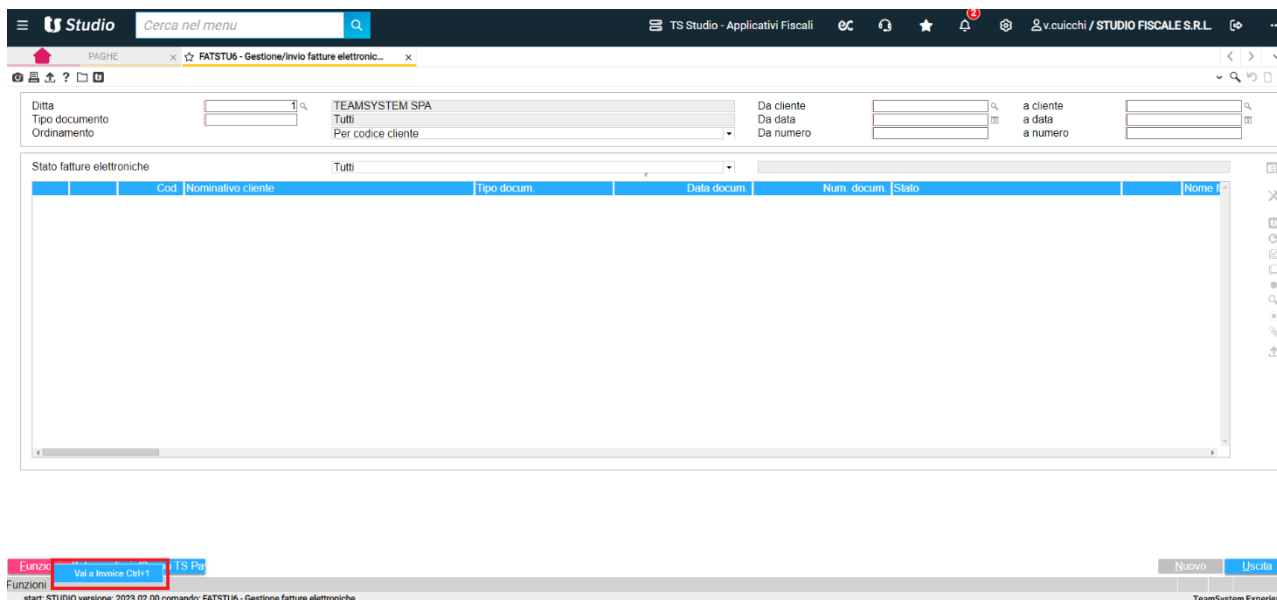 Studio Cerca nel menu TS Studio - Applicativi Fiscali 2 v.cuicchi / STUDIO FISCALE S.R.L.
PAGHE FATSTU6 - Gestione/invio fatture elettronic...
Ditta 1 TEAMSYSTEM SPA Da cliente a cliente
Tipo documento Tutti Da data a data
Ordinamento Per codice cliente Da numero a numero
Stato fatture elettroniche Tutti
Cod. Nominativo cliente Tipo docum. Data docum. Num. docum. Stato Nome
Vai a Invoice Ctrl+1 TS Pa Nuovo Uscita
Funzioni
start: STUDIO versione: 2023.02.00 comando: FATSTU6 - Gestione fatture elettroniche TeamSystem Experie